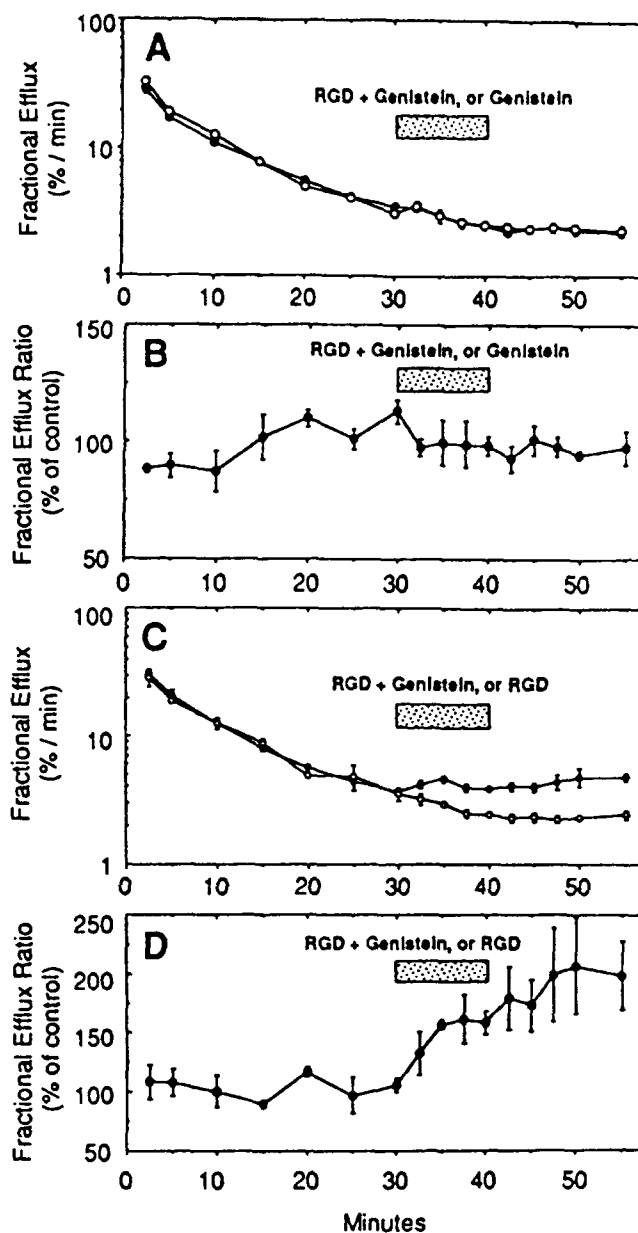 A
Fractional Efflux
(% / min)
100
10
1
RGD + Genistein, or Genistein
0 10 20 30 40 50
B
Fractional Efflux Ratio
(% of control)
150
100
50
RGD + Genistein, or Genistein
0 10 20 30 40 50
C
Fractional Efflux
(% / min)
100
10
1
RGD + Genistein, or RGD
0 10 20 30 40 50
D
Fractional Efflux Ratio
(% of control)
250
200
150
100
50
RGD + Genistein, or RGD
0 10 20 30 40 50
Minutes